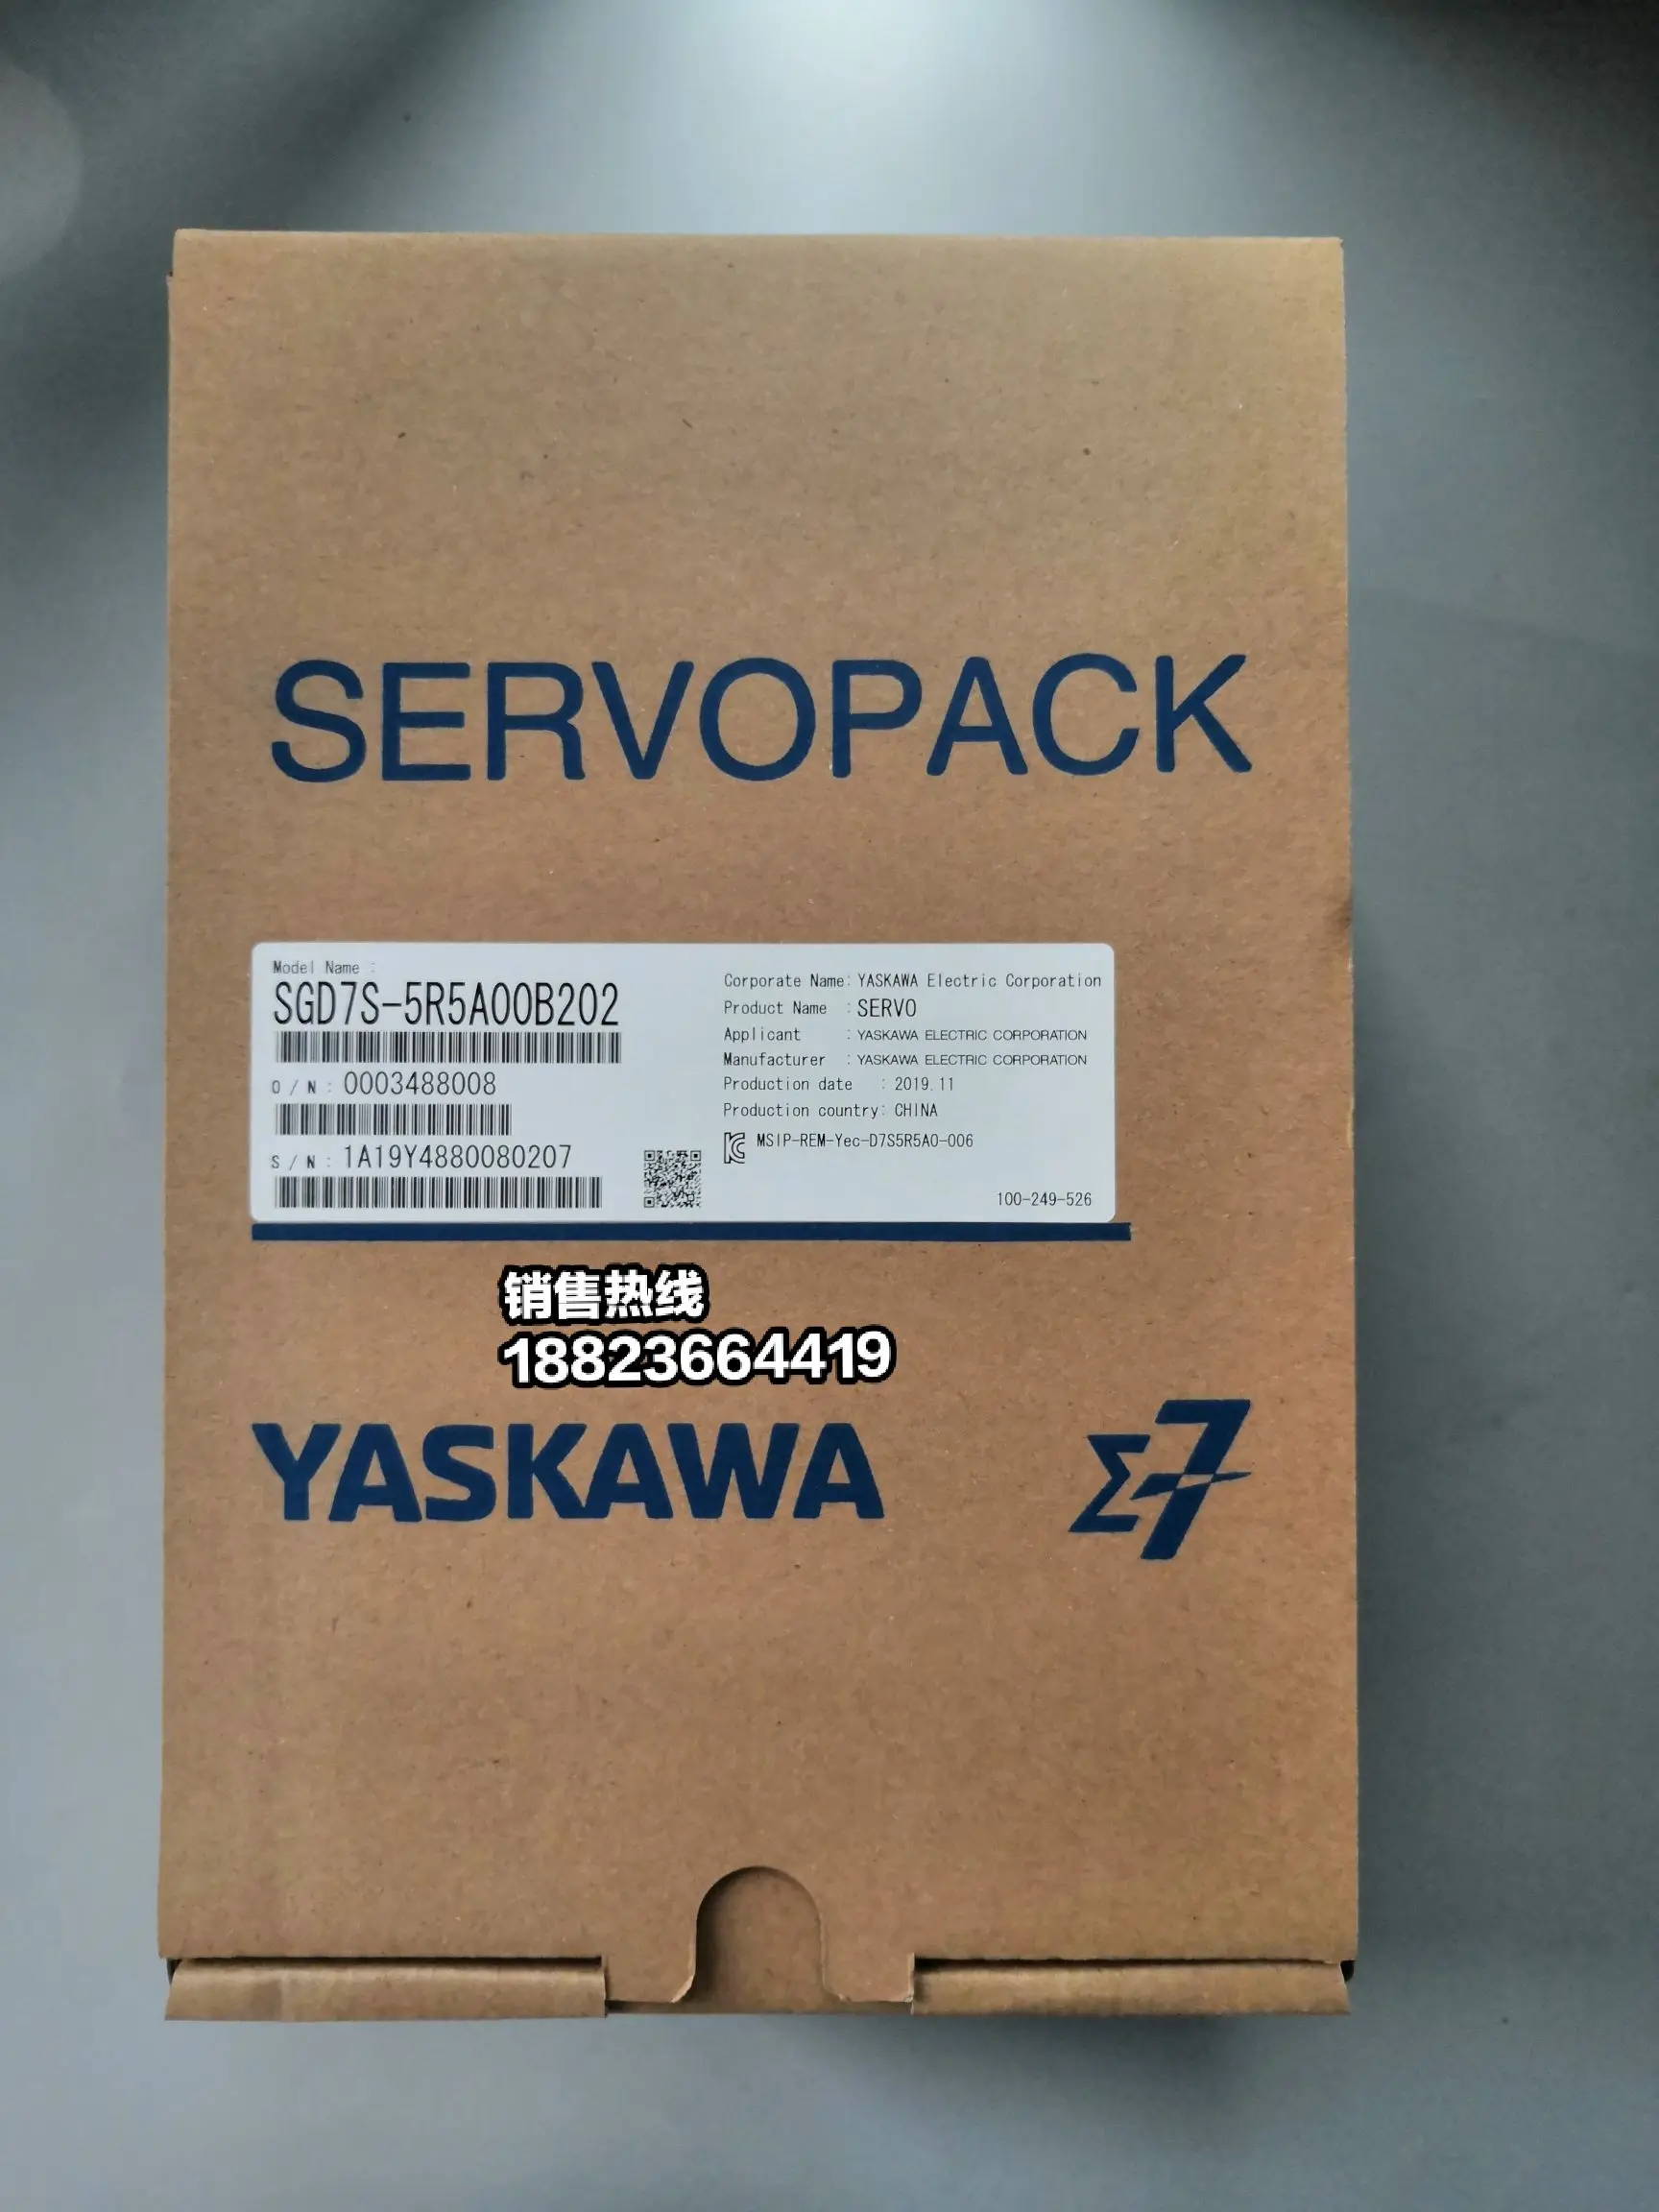 SERVOPACK
Model Name :
SGD7S-5R5A00B202
O/N: 0003488008
S/N: 1A19Y4880080207
Corporate Name: YASKAWA Electric Corporation
Product Name : SERVO
Applicant : YASKAWA ELECTRIC CORPORATION
Manufacturer : YASKAWA ELECTRIC CORPORATION
Production date : 2019.11
Production country: CHINA
MSIP-REM-Yec-D7S5R5A0-006
100-249-526
销售热线
18823664419
YASKAWA
Σ-7